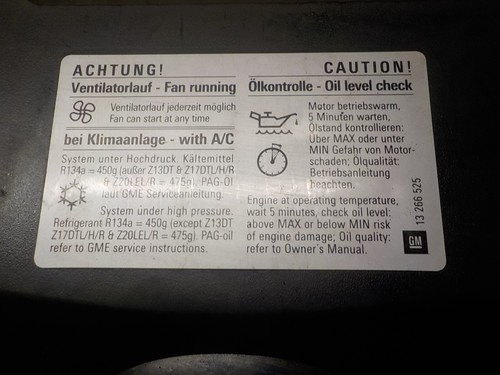 ACHTUNG!
Ventilatorlauf - Fan running
Ventilatorlauf jederzeit möglich
Fan can start at any time
bei Klimaanlage - with A/C
System unter Hochdruck. Kältemittel
R134a = 450g (außer Z13DT & Z17DTL/H/R
& Z20LEL/R = 475g). PAG-Öl
laut GME Serviceanleitung.
System under high pressure.
Refrigerant R134a = 450g (except Z13DT
Z17DTL/H/R & Z20LEL/R = 475g). PAG-oil
refer to GME service instructions.
CAUTION!
Ölkontrolle - Oil level check
Motor betriebswarm,
5 Minuten warten,
Ölstand kontrollieren:
Über MAX oder unter
MIN Gefahr von Motor-
schaden; Ölqualität:
Betriebsanleitung
beachten.
Engine at operating temperature,
wait 5 minutes, check oil level:
above MAX or below MIN risk
of engine damage; Oil quality:
refer to Owner's Manual.
13 266 525
GM